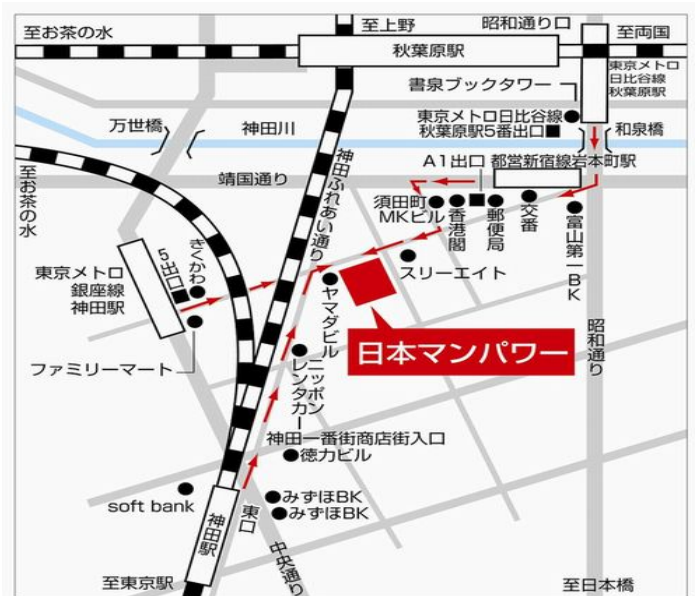 至お茶の水
至上野
昭和通り口
至両国
秋葉原駅
東京メトロ
日比谷線
秋葉原駅
書泉ブックタワー
東京メトロ日比谷線
秋葉原駅5番出口
万世橋
神田川
和泉橋
A1出口
都営新宿線岩本町駅
至お茶の水
靖国通り
神田ふれあい通り
須田町
MKビル
香港閣
郵便局
交番
富山第一BK
きくかわ
5出口
東京メトロ
銀座線
神田駅
スリーエイト
ヤマダビル
日本マンパワー
昭和通り
ファミリーマート
ニッポン
レンタカー
神田一番街商店街入口
徳力ビル
soft bank
みずほBK
みずほBK
神田駅
東口
中央通り
至東京駅
至日本橋